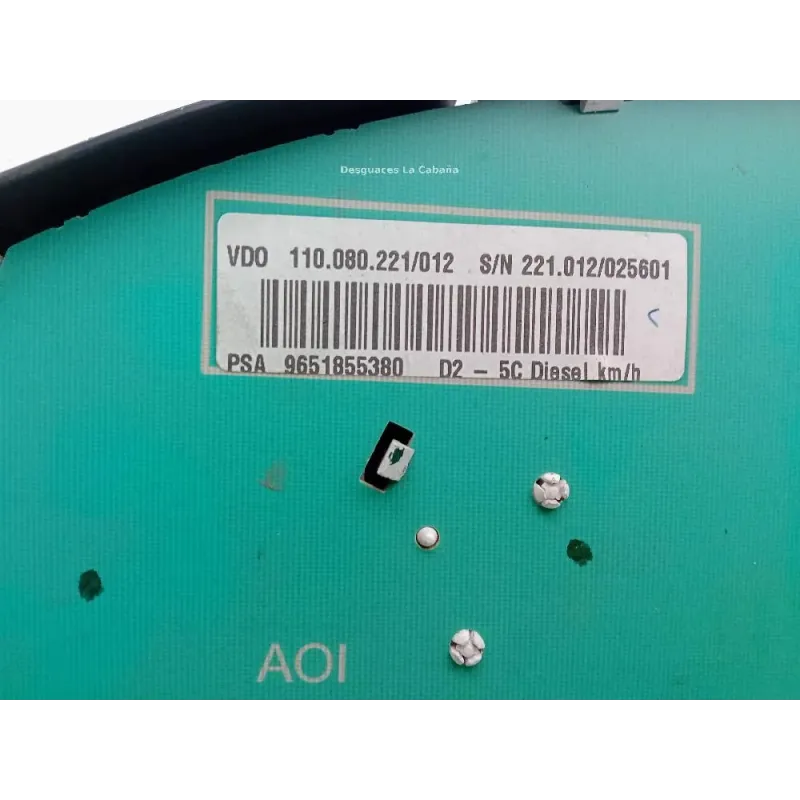 Desguaces La Cabaña
VDO 110.080.221/012 S/N 221.012/025601
PSA 9651855380 D2 - 5C Diesel km/h
AOI